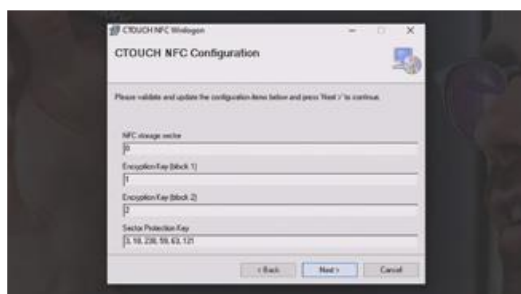 CTOUCH NFC Winlogon
CTOUCH NFC Configuration
Please validate and update the configuration items below and press 'Next >' to continue.
NFC storage sector
0
Encryption Key (block 1)
1
Encryption Key (block 2)
2
Sector Protection Key
3, 10, 230, 59, 63, 121
< Back
Next >
Cancel